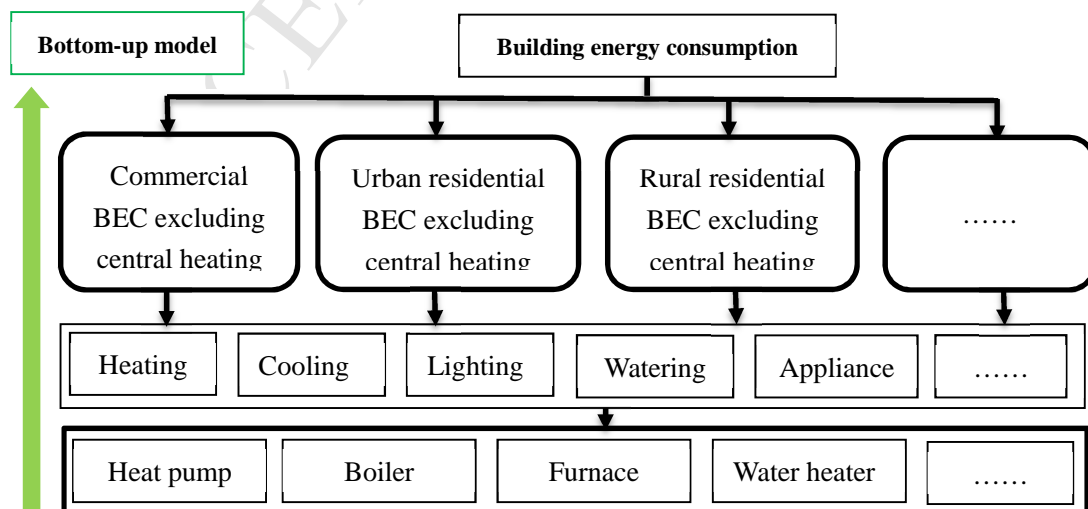 Bottom-up model
Building energy consumption
Commercial
BEC excluding
central heating
Urban residential
BEC excluding
central heating
Rural residential
BEC excluding
central heating
……
Heating
Cooling
Lighting
Watering
Appliance
……
Heat pump
Boiler
Furnace
Water heater
……